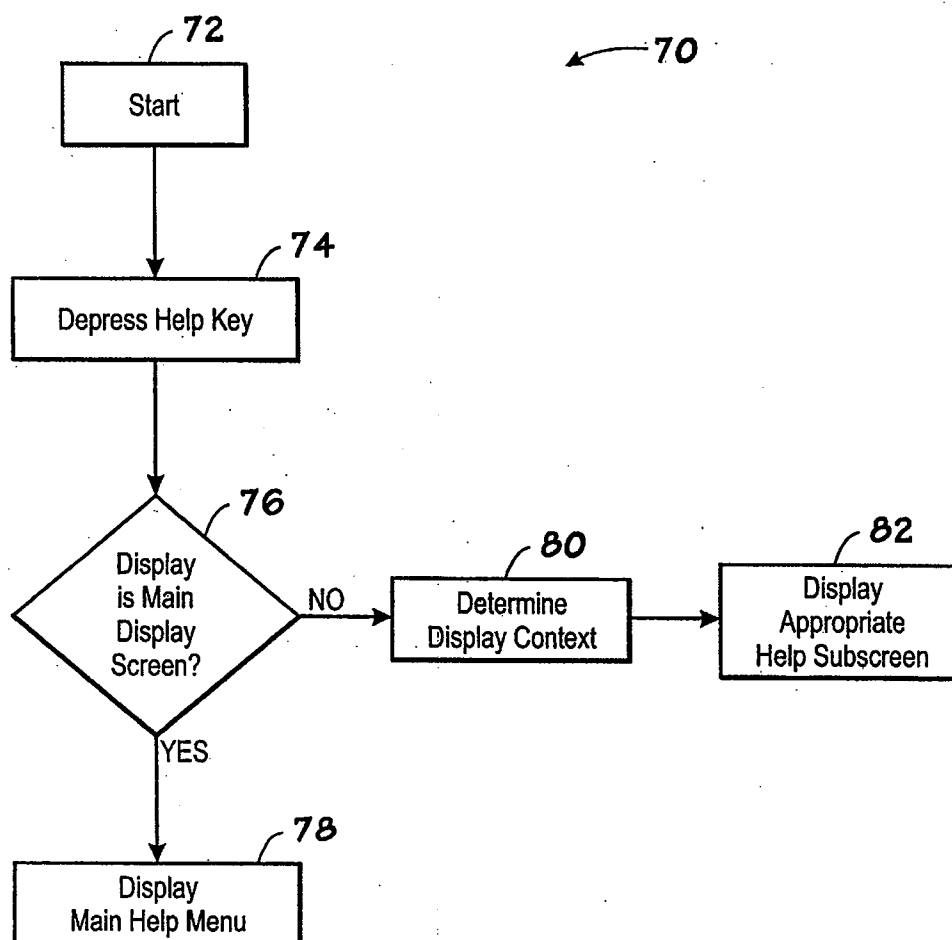 72
70
Start
74
Depress Help Key
76
Display
is Main
Display
Screen?
NO
80
Determine
Display Context
82
Display
Appropriate
Help Subscreen
YES
78
Display
Main Help Menu